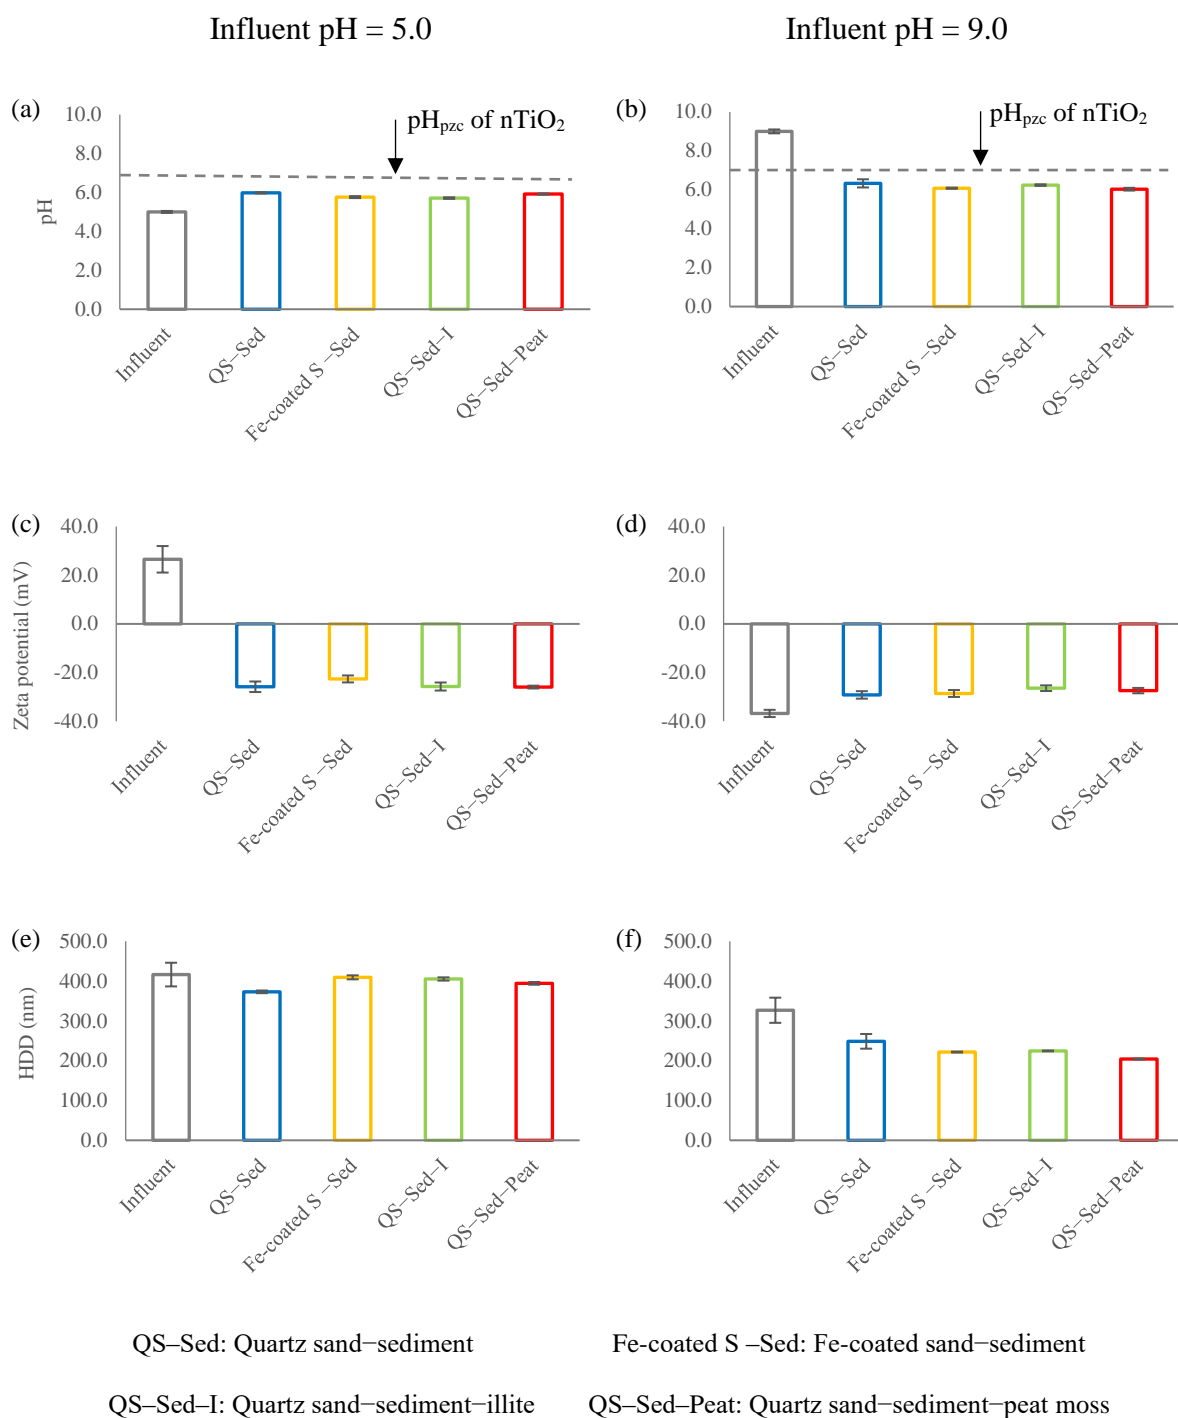 Influent pH = 5.0
Influent pH = 9.0
(a)
pH
10.0
8.0
6.0
4.0
2.0
0.0
pHpzc of nTiO2
Influent
QS−Sed
Fe-coated S −Sed
QS−Sed−I
QS−Sed−Peat
(b)
10.0
8.0
6.0
4.0
2.0
0.0
pHpzc of nTiO2
Influent
QS−Sed
Fe-coated S −Sed
QS−Sed−I
QS−Sed−Peat
(c)
Zeta potential (mV)
40.0
20.0
0.0
-20.0
-40.0
Influent
QS−Sed
Fe-coated S −Sed
QS−Sed−I
QS−Sed−Peat
(d)
40.0
20.0
0.0
-20.0
-40.0
Influent
QS−Sed
Fe-coated S −Sed
QS−Sed−I
QS−Sed−Peat
(e)
HDD (nm)
500.0
400.0
300.0
200.0
100.0
0.0
Influent
QS−Sed
Fe-coated S −Sed
QS−Sed−I
QS−Sed−Peat
(f)
500.0
400.0
300.0
200.0
100.0
0.0
Influent
QS−Sed
Fe-coated S −Sed
QS−Sed−I
QS−Sed−Peat
QS–Sed: Quartz sand−sediment
Fe-coated S –Sed: Fe-coated sand−sediment
QS–Sed–I: Quartz sand−sediment−illite
QS–Sed–Peat: Quartz sand−sediment−peat moss